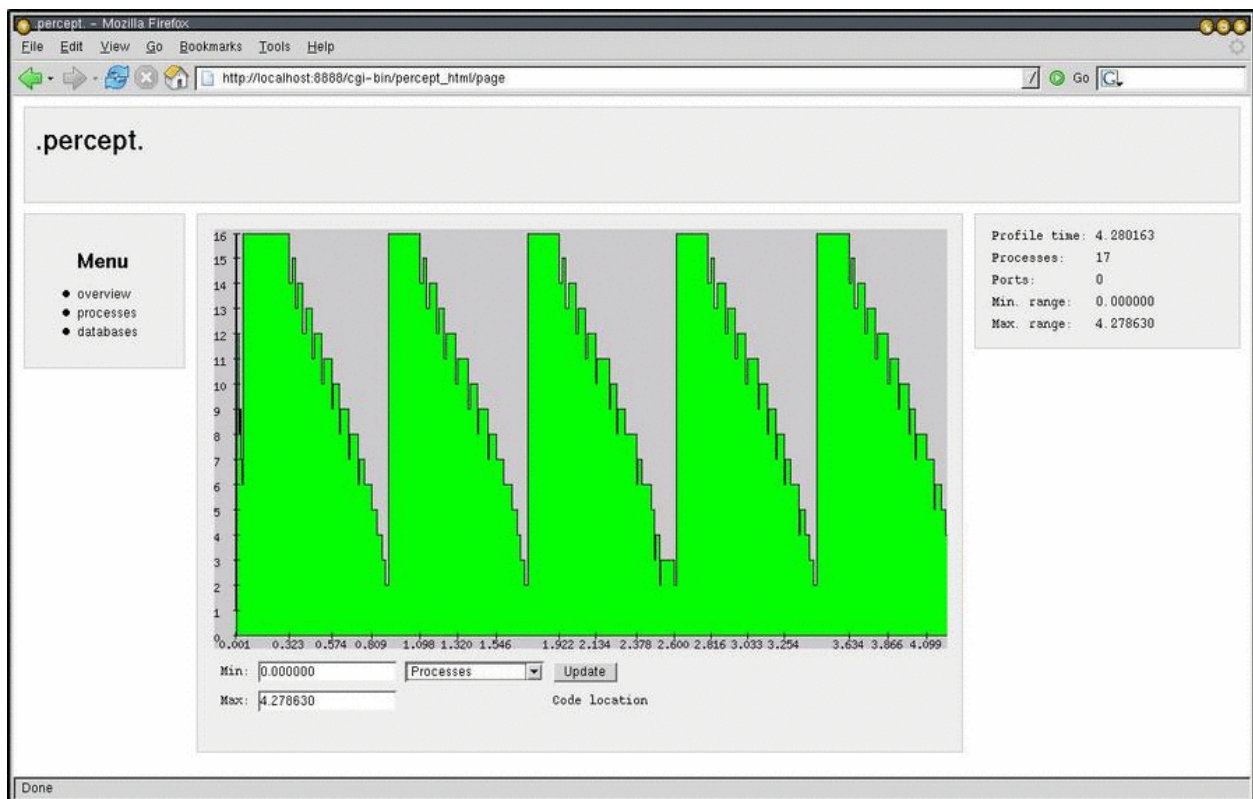 .percept. - Mozilla Firefox
File Edit View Go Bookmarks Tools Help
http://localhost:8888/cgi-bin/percept_html/page
Go
G
.percept.
Menu
overview
processes
databases
16
15
14
13
12
11
10
9
8
7
6
5
4
3
2
1
0
0.001 0.323 0.574 0.809 1.098 1.320 1.546 1.922 2.134 2.378 2.600 2.816 3.033 3.254 3.634 3.866 4.099
Min: 0.000000 Processes Update
Max: 4.278630 Code location
Profile time: 4.280163
Processes: 17
Ports: 0
Min. range: 0.000000
Max. range: 4.278630
Done